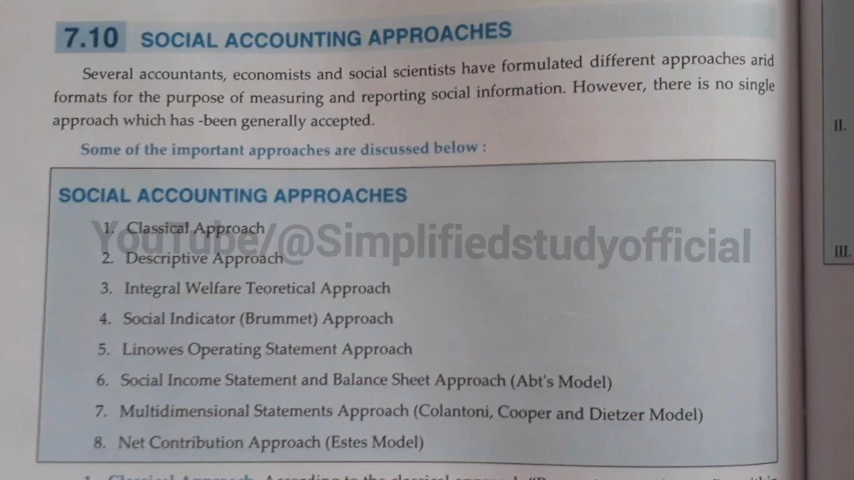 7.10 SOCIAL ACCOUNTING APPROACHES
Several accountants, economists and social scientists have formulated different approaches arid
formats for the purpose of measuring and reporting social information. However, there is no single
approach which has -been generally accepted.
Some of the important approaches are discussed below :
SOCIAL ACCOUNTING APPROACHES
1. Classical Approach
YouTube/@Simplifiedstudyofficial
2. Descriptive Approach
3. Integral Welfare Teoretical Approach
4. Social Indicator (Brummet) Approach
5. Linowes Operating Statement Approach
6. Social Income Statement and Balance Sheet Approach (Abt's Model)
7. Multidimensional Statements Approach (Colantoni, Cooper and Dietzer Model)
8. Net Contribution Approach (Estes Model)
II.
III.